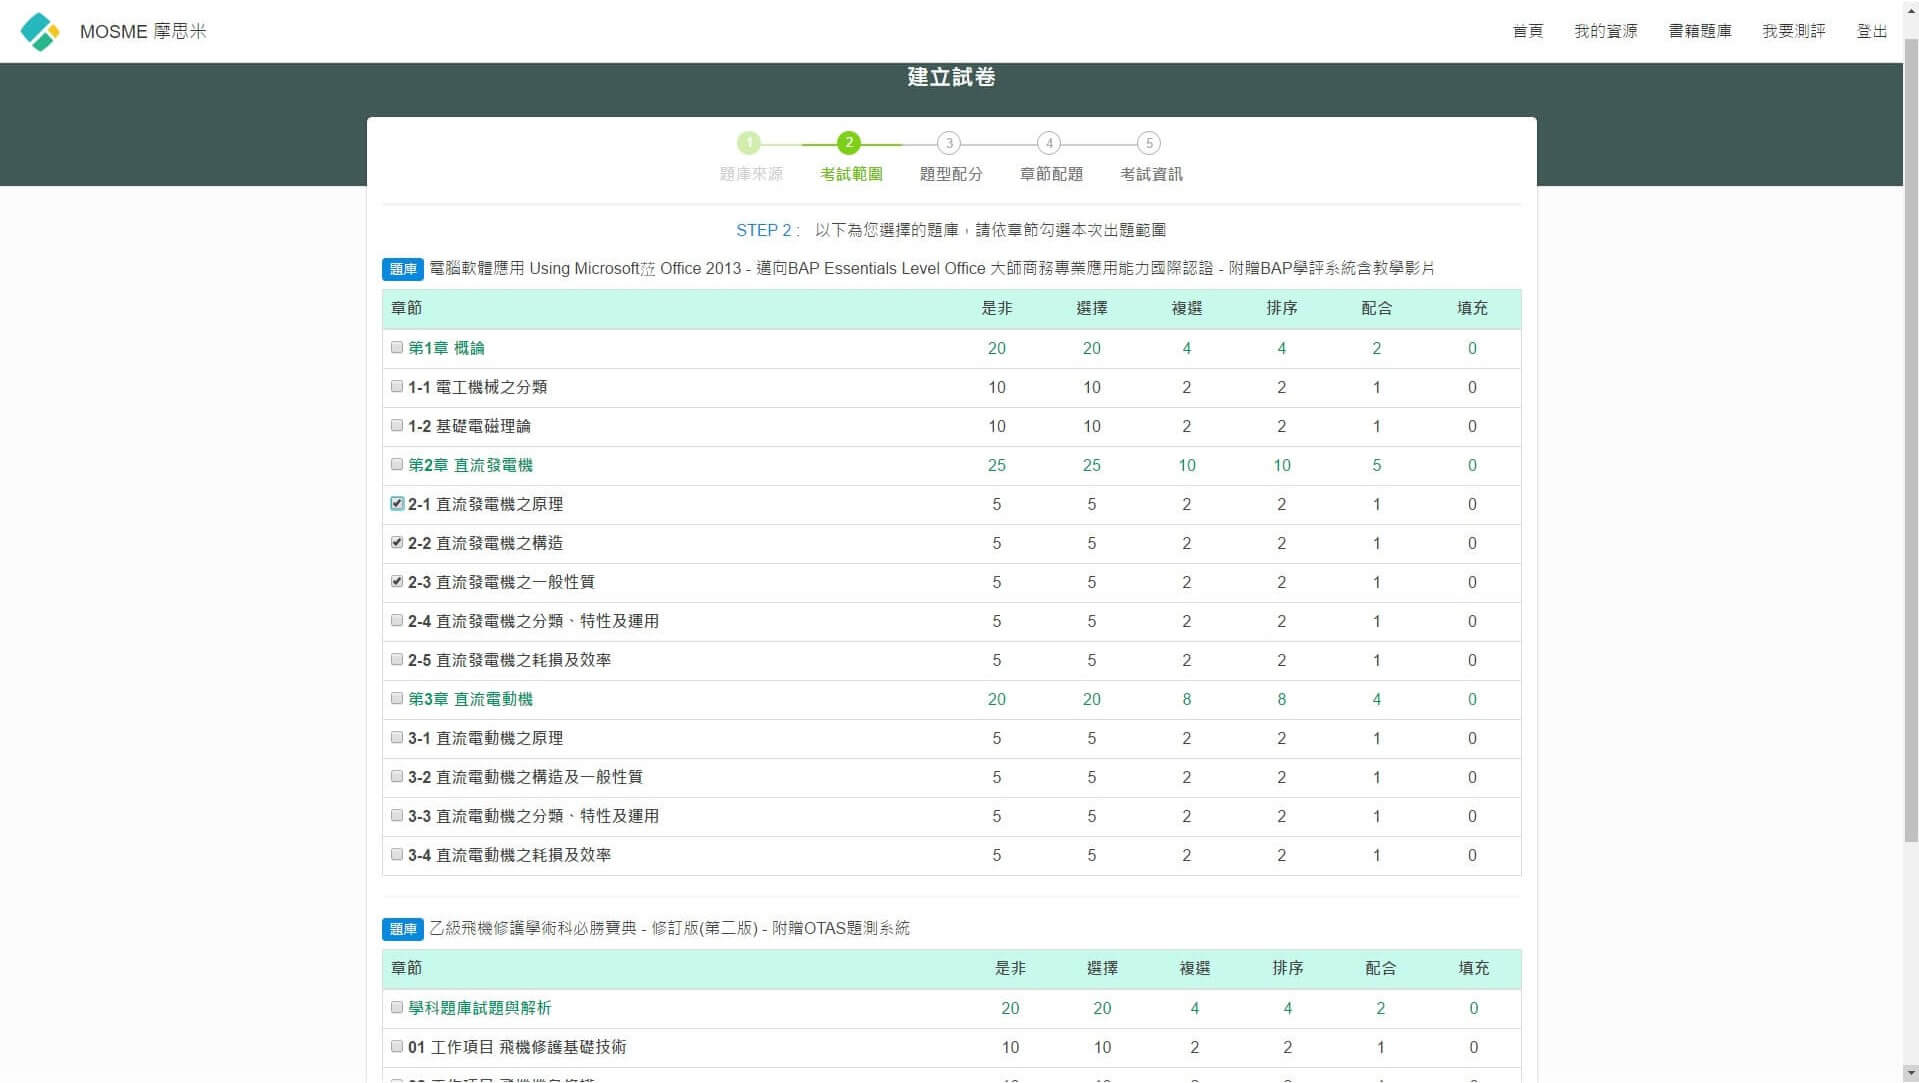 MOSME 摩思米
首頁 我的資源 書籍題庫 我要測評 登出
建立試卷
1 2 3 4 5
題庫來源 考試範圍 題型配分 章節配題 考試資訊
STEP 2： 以下為您選擇的題庫，請依章節勾選本次出題範圍
題庫 電腦軟體應用 Using Microsoft茳 Office 2013 - 邁向BAP Essentials Level Office 大師商務專業應用能力國際認證 - 附贈BAP學評系統含教學影片
章節 是非 選擇 複選 排序 配合 填充
第1章 概論 20 20 4 4 2 0
1-1 電工機械之分類 10 10 2 2 1 0
1-2 基礎電磁理論 10 10 2 2 1 0
第2章 直流發電機 25 25 10 10 5 0
2-1 直流發電機之原理 5 5 2 2 1 0
2-2 直流發電機之構造 5 5 2 2 1 0
2-3 直流發電機之一般性質 5 5 2 2 1 0
2-4 直流發電機之分類、特性及運用 5 5 2 2 1 0
2-5 直流發電機之耗損及效率 5 5 2 2 1 0
第3章 直流電動機 20 20 8 8 4 0
3-1 直流電動機之原理 5 5 2 2 1 0
3-2 直流電動機之構造及一般性質 5 5 2 2 1 0
3-3 直流電動機之分類、特性及運用 5 5 2 2 1 0
3-4 直流電動機之耗損及效率 5 5 2 2 1 0
題庫 乙級飛機修護學術科必勝寶典 - 修訂版(第二版) - 附贈OTAS題測系統
章節 是非 選擇 複選 排序 配合 填充
學科題庫試題與解析 20 20 4 4 2 0
01 工作項目 飛機修護基礎技術 10 10 2 2 1 0